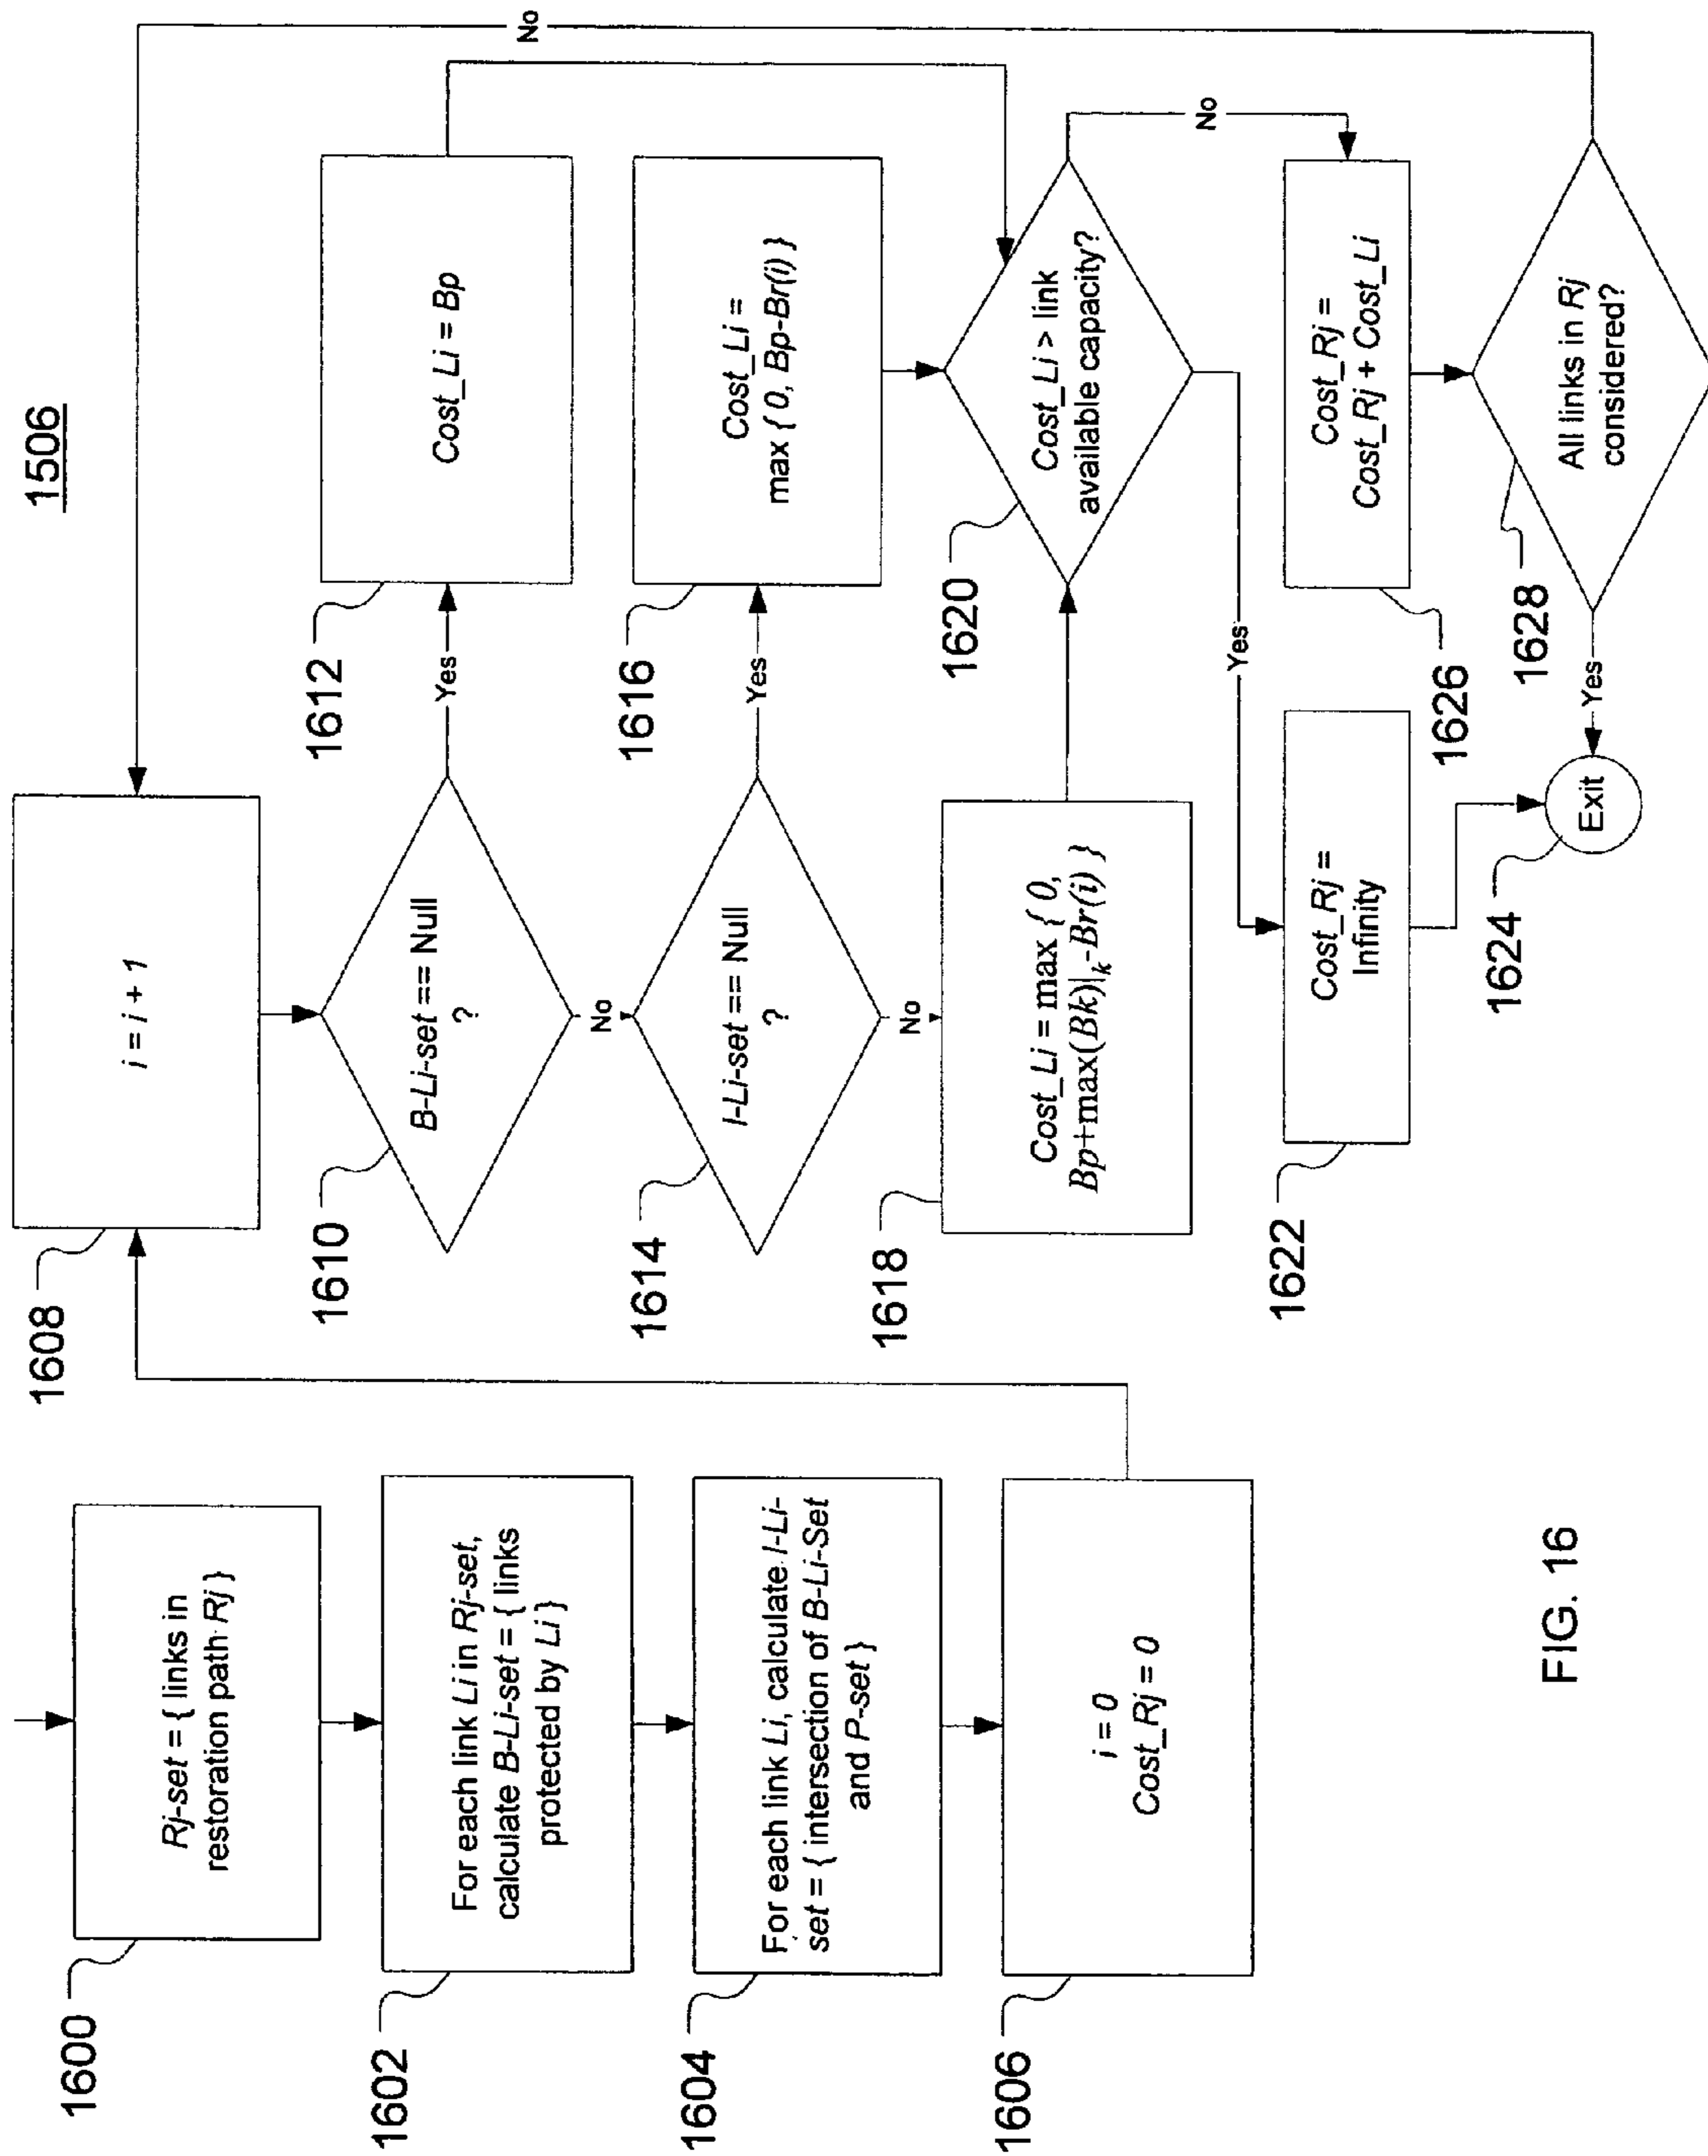 1506
1600
Rj-set = { links in
restoration path Rj }
1602
For each link Li in Rj-set,
calculate B-Li-set = { links
protected by Li }
1604
For each link Li, calculate I-Li-
set = { intersection of B-Li-Set
and P-set }
1606
i = 0
Cost_Rj = 0
1608
i = i + 1
1610
B-Li-set == Null
?
Yes
No
1612
Cost_Li = Bp
1614
I-Li-set == Null
?
Yes
No
1616
Cost_Li =
max { 0, Bp-Br(i) }
1618
Cost_Li = max { 0,
Bp+max(Bk)|k-Br(i) }
1620
Cost_Li > link
available capacity?
Yes
No
1622
Cost_Rj =
Infinity
1624
Exit
1626
Cost_Rj =
Cost_Rj + Cost_Li
1628
All links in Rj
considered?
Yes
No
FIG. 16